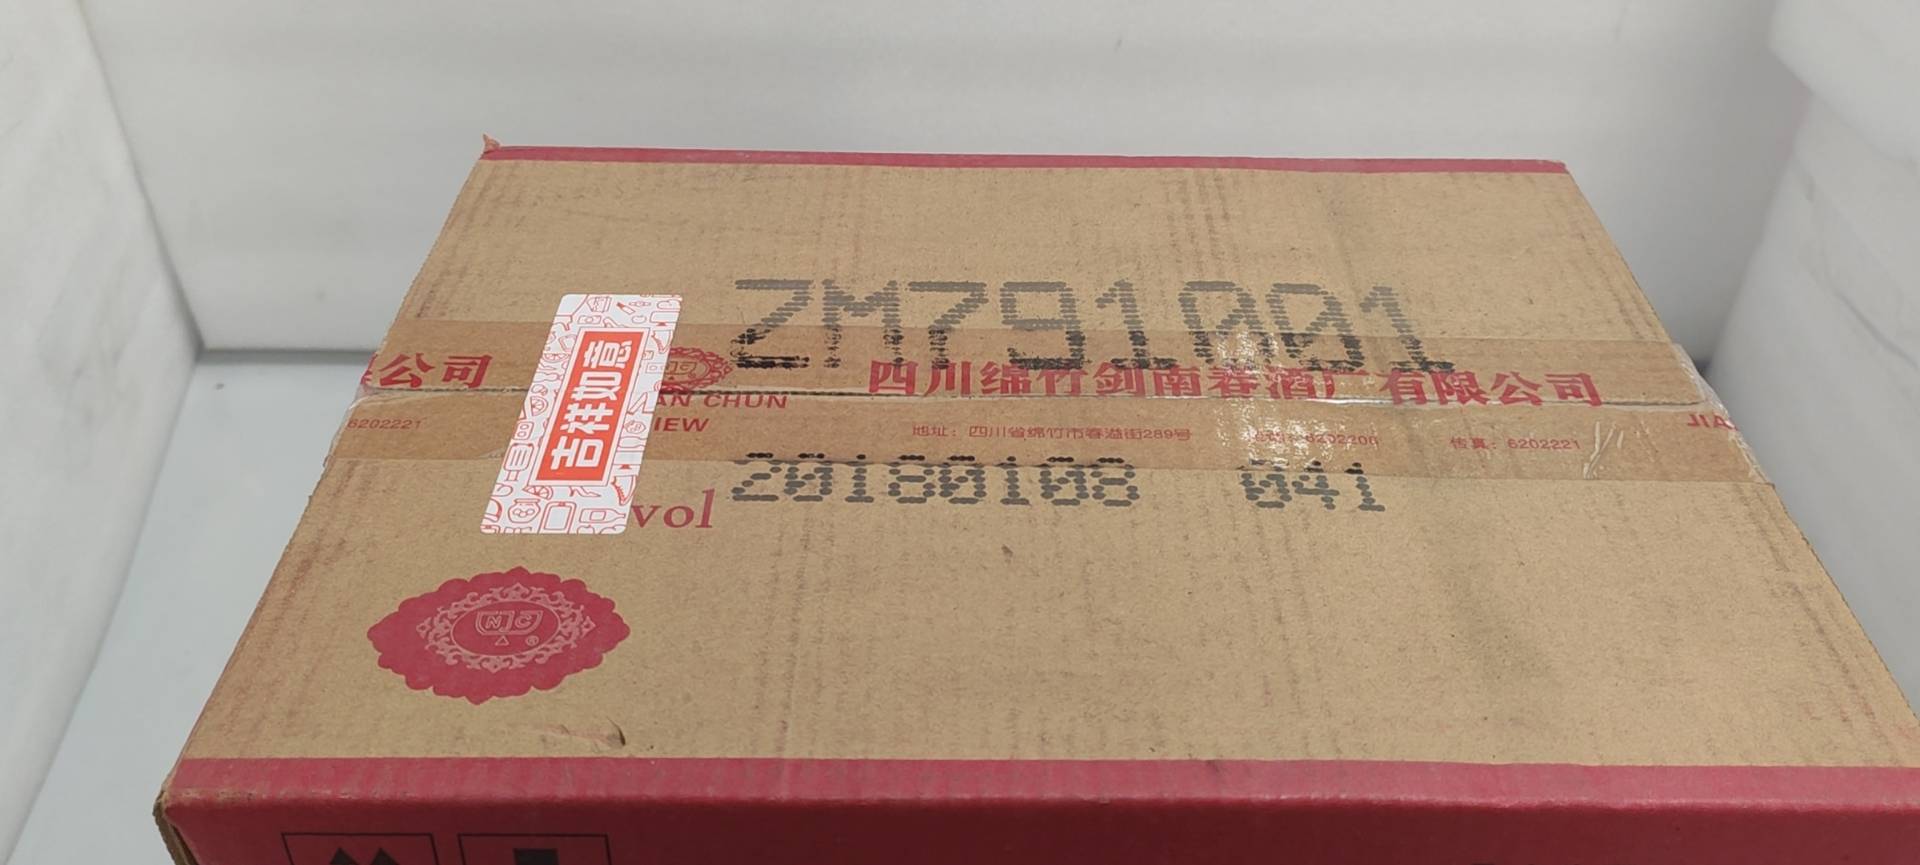 ZM791001
公司
四川绵竹剑南春酒厂有限公司
AN CHUN
IEW
6202221
地址：四川省绵竹市春溢街289号
传真：6202221
JIA
吉祥如意
20180108 041
vol
NJC
®